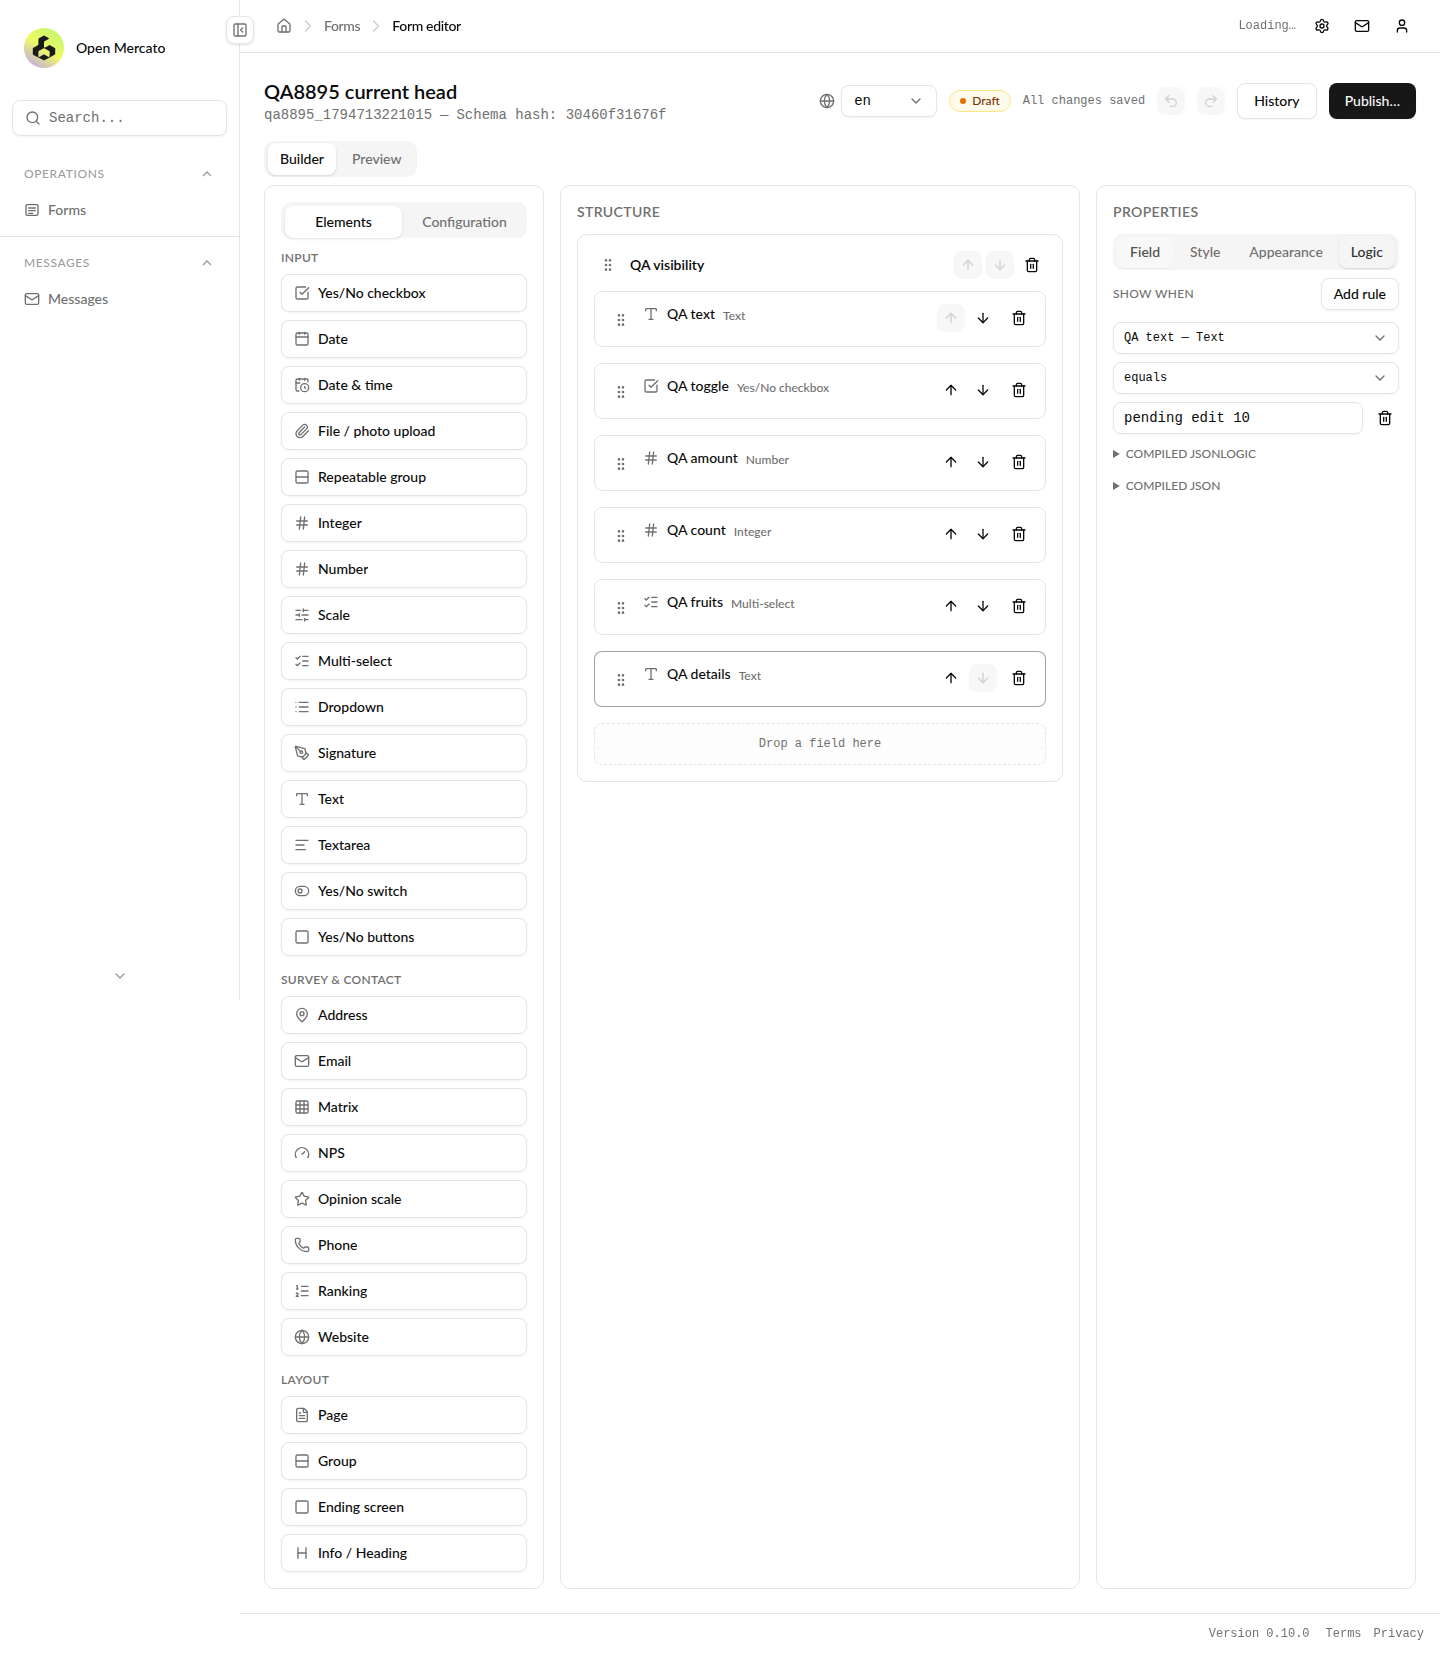 Open Mercato
Search...
OPERATIONS
Forms
MESSAGES
Messages
Forms
Form editor
Loading…
QA8895 current head
qa8895_1794713221015 — Schema hash: 30460f31676f
en
Draft
All changes saved
History
Publish…
Builder
Preview
Elements
Configuration
INPUT
Yes/No checkbox
Date
Date & time
File / photo upload
Repeatable group
Integer
Number
Scale
Multi-select
Dropdown
Signature
Text
Textarea
Yes/No switch
Yes/No buttons
SURVEY & CONTACT
Address
Email
Matrix
NPS
Opinion scale
Phone
Ranking
Website
LAYOUT
Page
Group
Ending screen
Info / Heading
STRUCTURE
QA visibility
QA text Text
QA toggle Yes/No checkbox
QA amount Number
QA count Integer
QA fruits Multi-select
QA details Text
Drop a field here
PROPERTIES
Field
Style
Appearance
Logic
SHOW WHEN
Add rule
QA text — Text
equals
pending edit 10
COMPILED JSONLOGIC
COMPILED JSON
Version 0.10.0
Terms
Privacy